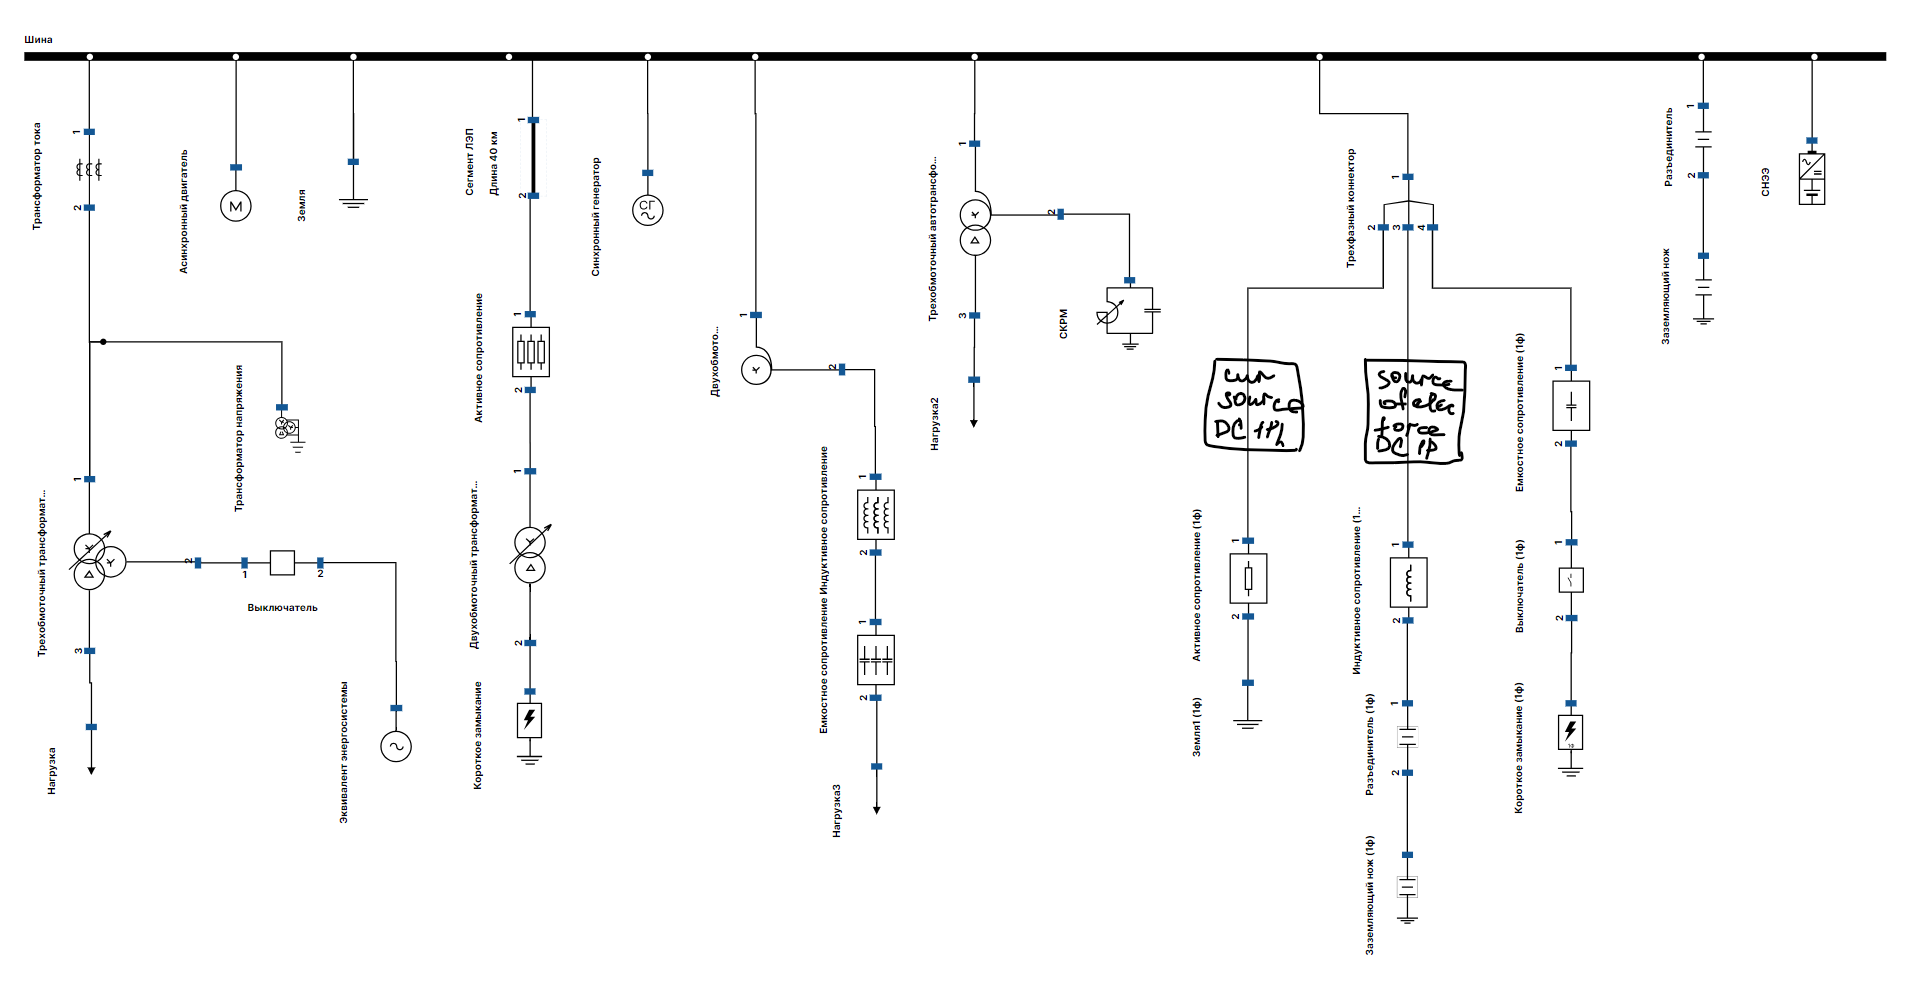 Шина
Трансформатор тока
1
2
Асинхронный двигатель
M
Земля
Сегмент ЛЭП
Длина 40 км
1
2
Синхронный генератор
СГ
Трехобмоточный автотрансфо...
1
2
3
СКРМ
Трехфазный коннектор
1
2
3
4
Разъединитель
1
2
Заземляющий нож
СНЭЭ
Трансформатор напряжения
Активное сопротивление
1
2
Двухобмото...
1
2
Нагрузка2
Source
DC 1Ph
Source
of elec
force
DC 1P
Емкостное сопротивление (1ф)
1
2
Трехобмоточный трансформат...
1
2
3
1
2
Выключатель
Двухобмоточный трансформат...
1
2
Емкостное сопротивление Индуктивное сопротивление
1
2
1
2
Активное сопротивление (1ф)
1
2
Индуктивное сопротивление (1...
1
2
Выключатель (1ф)
1
2
Нагрузка
Эквивалент энергосистемы
Короткое замыкание
Нагрузка3
Земля1 (1ф)
Разъединитель (1ф)
1
2
Короткое замыкание (1ф)
Заземляющий нож (1ф)